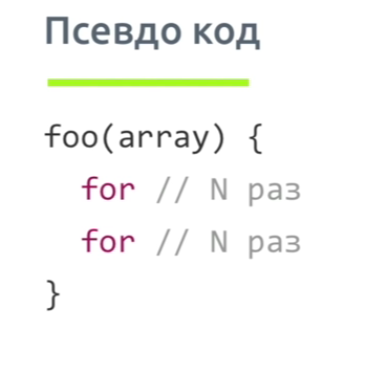 Псевдо код
foo(array) {
  for // N раз
  for // N раз
}